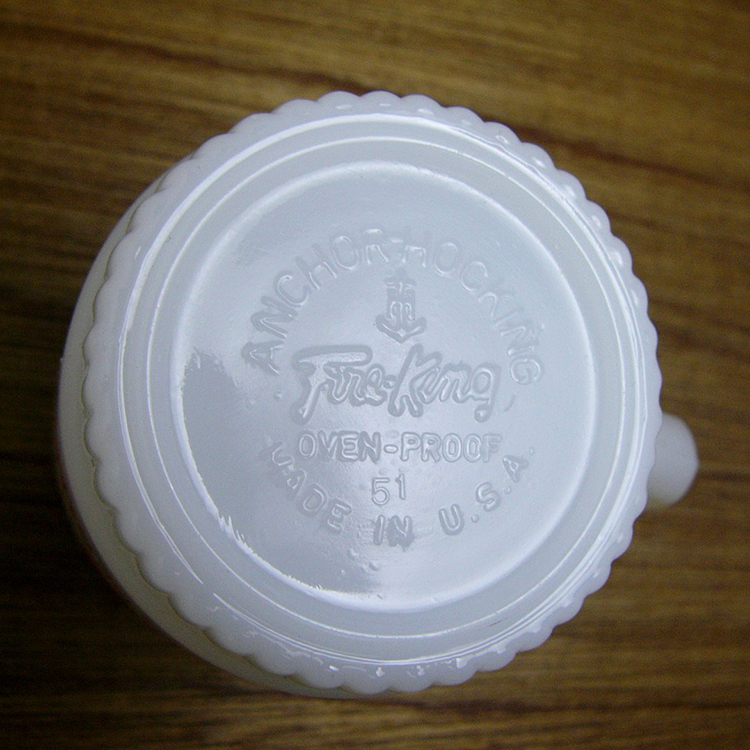 ANCHOR-HOCKING
Fire-King
OVEN-PROOF
51
MADE IN U.S.A.